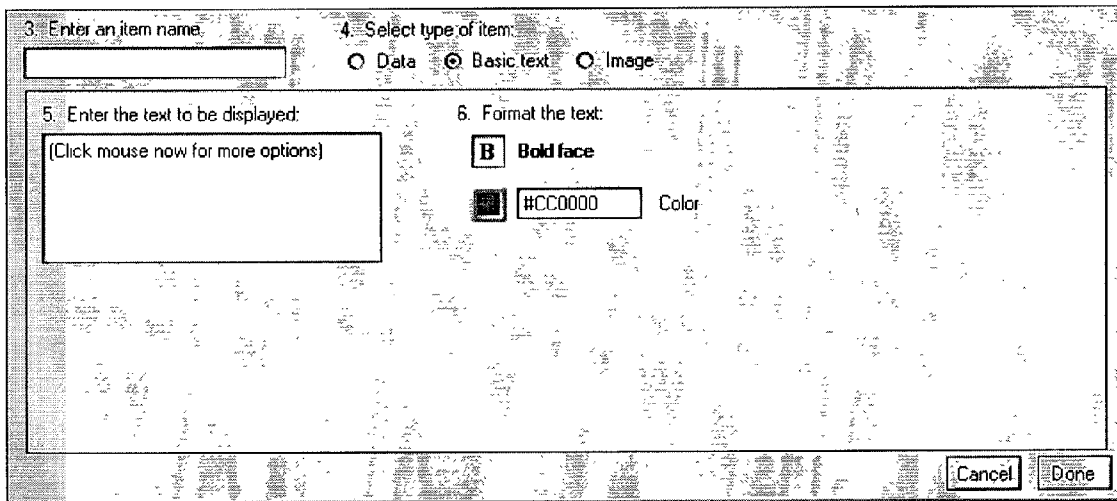 3. Enter an item name:
4. Select type of item:
Data
Basic text
Image
5. Enter the text to be displayed:
(Click mouse now for more options)
6. Format the text:
B Bold face
#CC0000 Color
Cancel Done